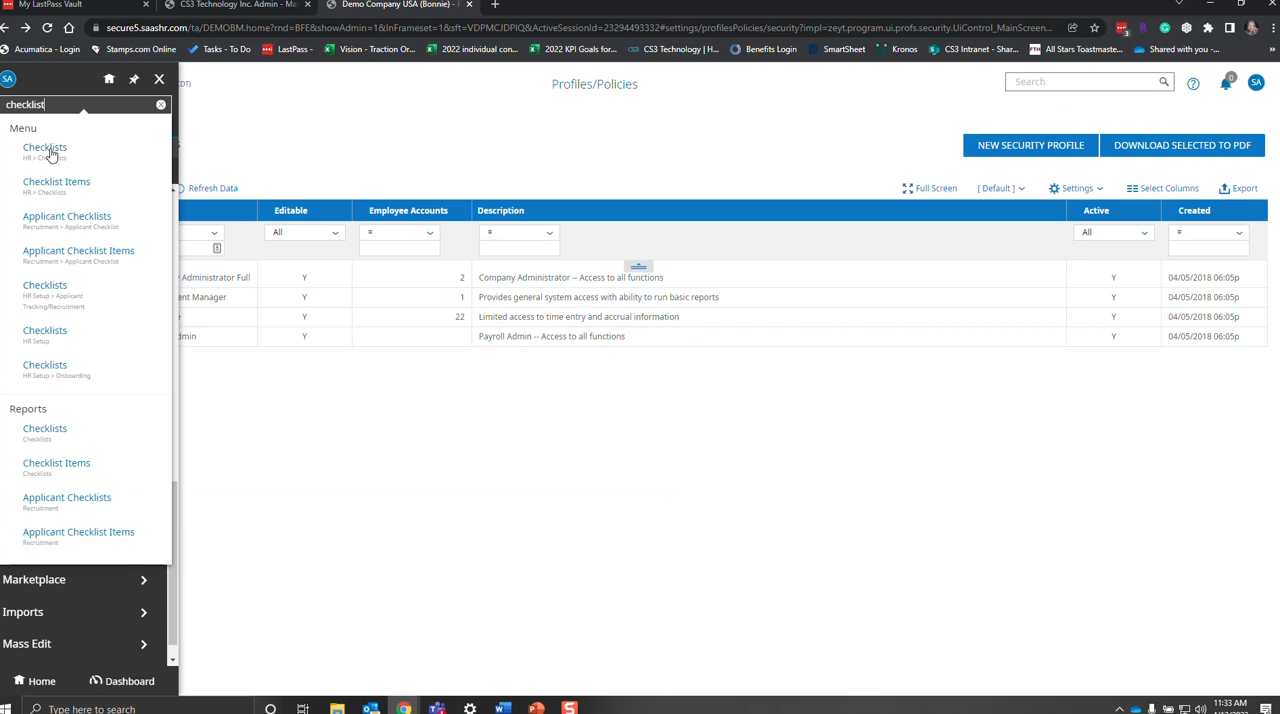 My LastPass Vault
CS3 Technology Inc. Admin - Ma
Demo Company USA (Bonnie) -
secure5.saashr.com/ta/DEMOBM.home?rnd=BFE&showAdmin=1&InFrameset=1&sft=VDPMCJDPIQ&ActiveSessionId=23294493332#settings/profilesPolicies/security?impl=zeyt.program.ui.profs.security.UiControl_MainScreen...
3
Acumatica - Login
Stamps.com Online
Tasks - To Do
LastPass -
Vision - Traction Or...
2022 individual con...
2022 KPI Goals for...
CS3 Technology | H...
Benefits Login
SmartSheet
Kronos
CS3 Intranet - Shar...
All Stars Toastmaste...
Shared with you -...
SA
CDT)
Profiles/Policies
Search
0
SA
checklist
Menu
Checklists
HR > Checklists
Checklist Items
HR > Checklists
Applicant Checklists
Recruitment > Applicant Checklist
Applicant Checklist Items
Recruitment > Applicant Checklist
Checklists
HR Setup > Applicant
Tracking/Recruitment
Checklists
HR Setup
Checklists
HR Setup > Onboarding
Reports
Checklists
Checklists
Checklist Items
Checklists
Applicant Checklists
Recruitment
Applicant Checklist Items
Recruitment
Marketplace
Imports
Mass Edit
Home
Dashboard
NEW SECURITY PROFILE
DOWNLOAD SELECTED TO PDF
Refresh Data
Full Screen
[ Default ]
Settings
Select Columns
Export
Editable
Employee Accounts
Description
Active
Created
All
=
=
All
=
Administrator Full
Y
2
Company Administrator -- Access to all functions
Y
04/05/2018 06:05p
ent Manager
Y
1
Provides general system access with ability to run basic reports
Y
04/05/2018 06:05p
e
Y
22
Limited access to time entry and accrual information
Y
04/05/2018 06:05p
dmin
Y
Payroll Admin -- Access to all functions
Y
04/05/2018 06:05p
Type here to search
11:33 AM